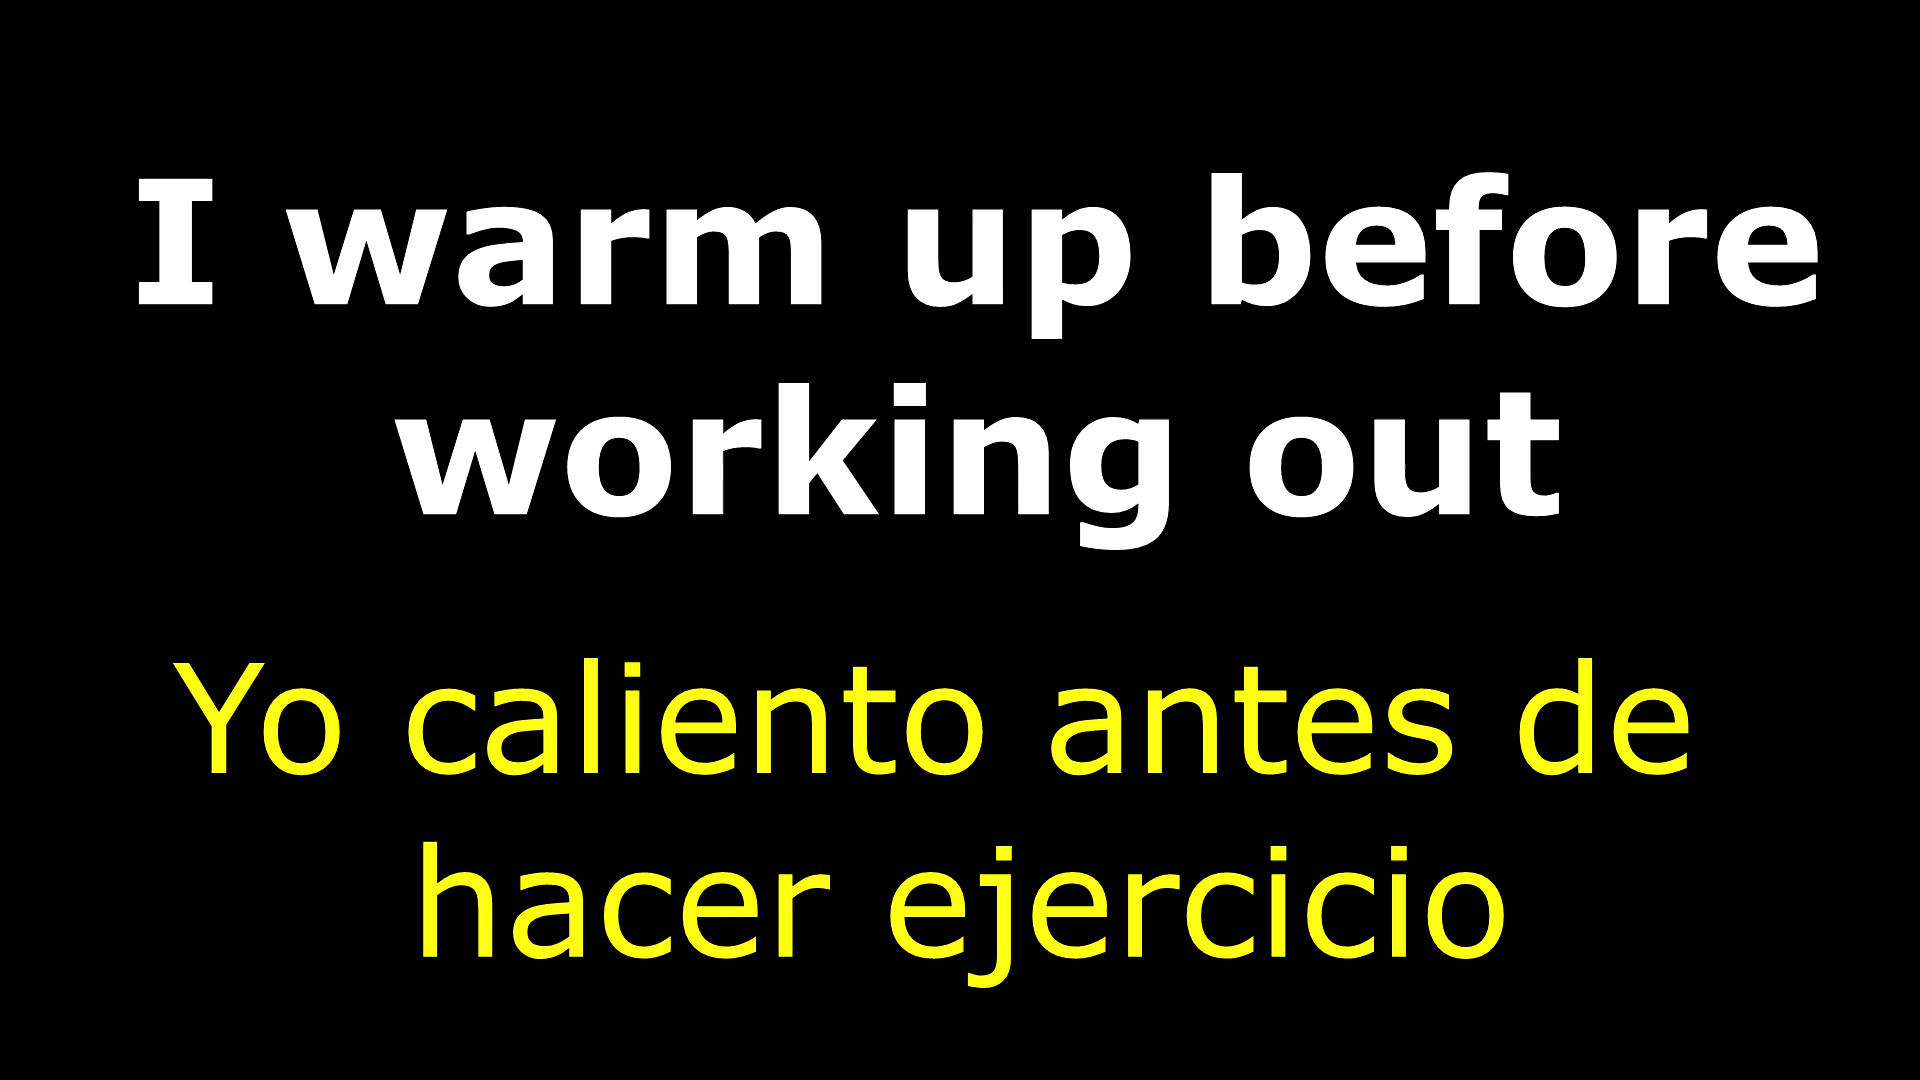 I warm up before
working out
Yo caliento antes de
hacer ejercicio